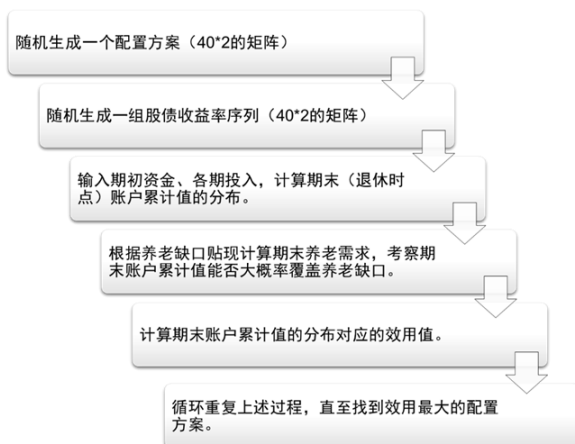 随机生成一个配置方案（40*2的矩阵）
随机生成一组股债收益率序列（40*2的矩阵）
输入期初资金、各期投入，计算期末（退休时
点）账户累计值的分布。
根据养老缺口贴现计算期末养老需求，考察期
末账户累计值能否大概率覆盖养老缺口。
计算期末账户累计值的分布对应的效用值。
循环重复上述过程，直至找到效用最大的配置
方案。